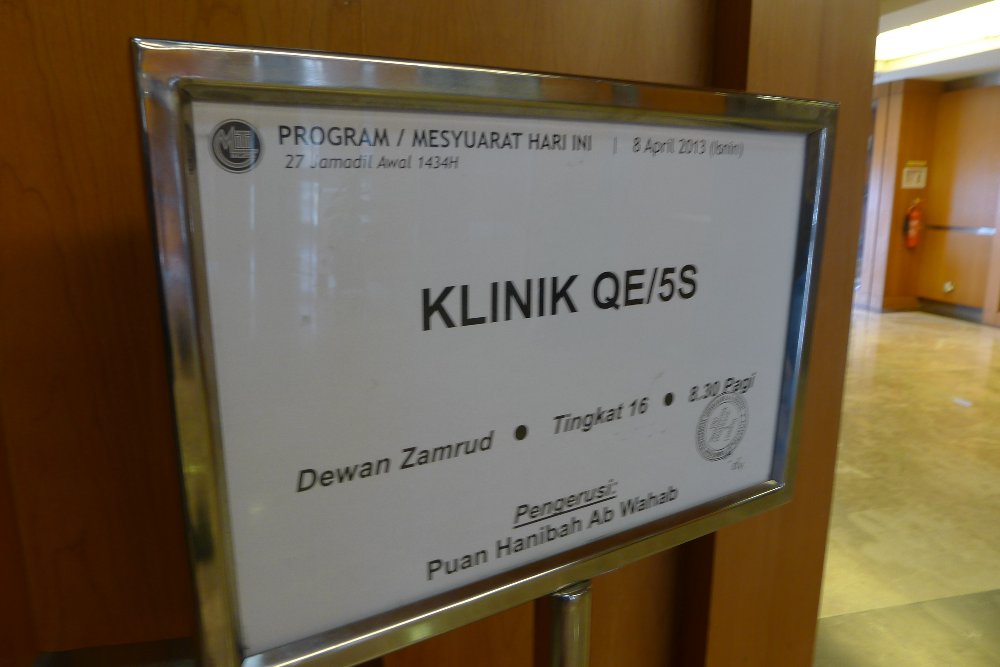 PROGRAM / MESYUARAT HARI INI | 8 April 2013 (Isnin)
27 Jamadil Awal 1434H
KLINIK QE/5S
Dewan Zamrud • Tingkat 16 • 8.30 Pagi
Pengerusi:
Puan Hanibah Ab Wahab